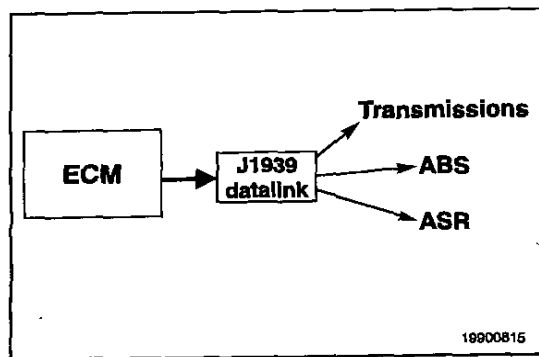 ECM
J1939
datalink
Transmissions
ABS
ASR
19900815